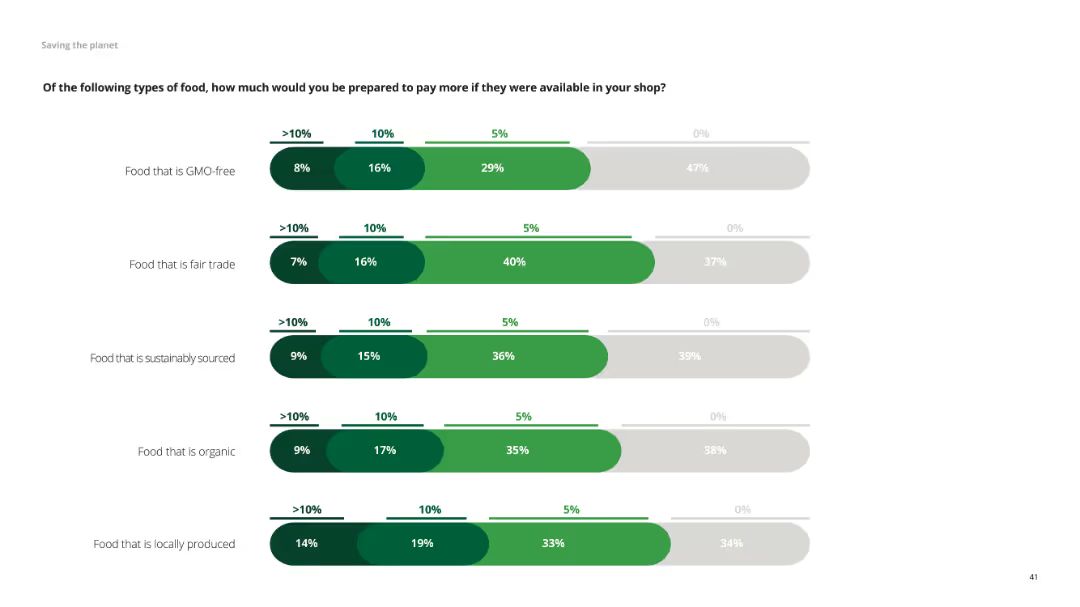 Saving the planet
Of the following types of food, how much would you be prepared to pay more if they were available in your shop?
>10% 10% 5% 0%
Food that is GMO-free 8% 16% 29% 47%
>10% 10% 5% 0%
Food that is fair trade 7% 16% 40% 37%
>10% 10% 5% 0%
Food that is sustainably sourced 9% 15% 36% 39%
>10% 10% 5% 0%
Food that is organic 9% 17% 35% 38%
>10% 10% 5% 0%
Food that is locally produced 14% 19% 33% 34%
41